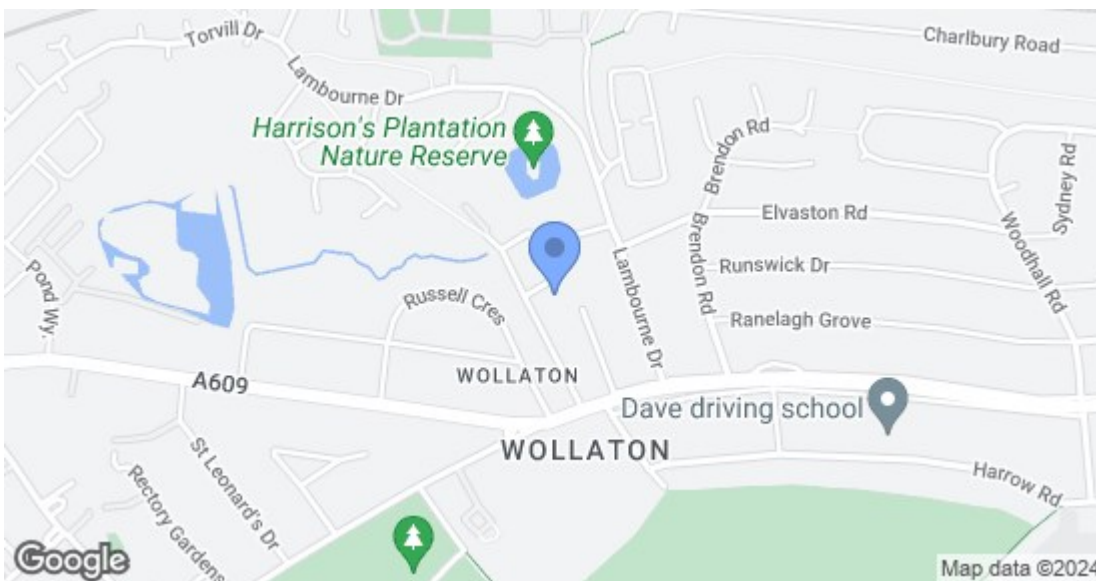 Torvill Dr
Charlbury Road
Lambourne Dr
Harrison's Plantation
Nature Reserve
Brendon Rd
Sydney Rd
Elvaston Rd
Brendon Rd
Woodhall Rd
Lambourne Dr
Runswick Dr
Pond Wy.
Russell Cres
Ranelagh Grove
A609
WOLLATON
Dave driving school
WOLLATON
St Leonard's Dr
Rectory Gardens
Harrow Rd
Google
Map data ©2024